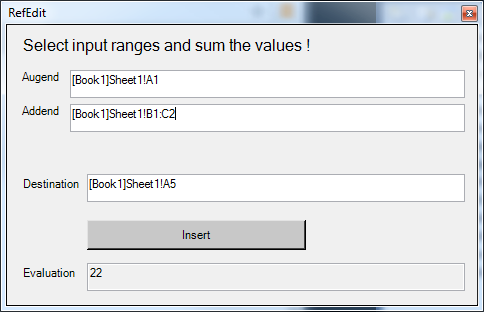 RefEdit
Select input ranges and sum the values !
Augend [Book1]Sheet1!A1
Addend [Book1]Sheet1!B1:C2
Destination [Book1]Sheet1!A5
Insert
Evaluation 22